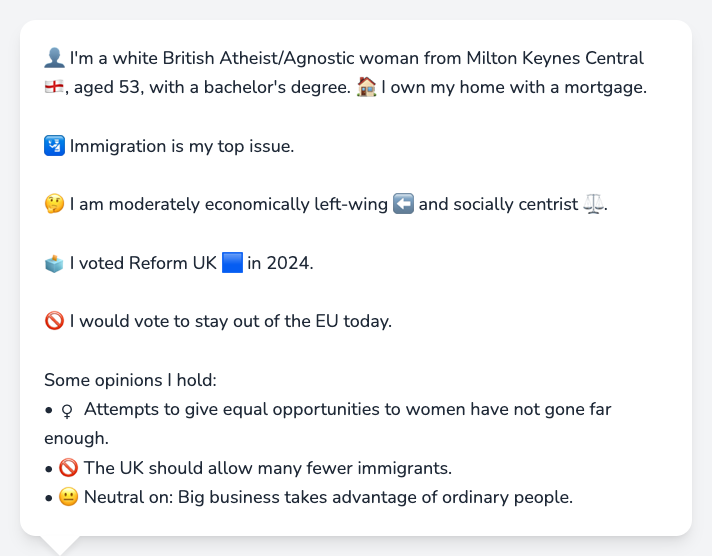 👤 I'm a white British Atheist/Agnostic woman from Milton Keynes Central
🏴󠁧󠁢󠁥󠁮󠁧󠁿, aged 53, with a bachelor's degree. 🏠 I own my home with a mortgage.
🛂 Immigration is my top issue.
🤔 I am moderately economically left-wing ⬅️ and socially centrist ⚖️.
🗳️ I voted Reform UK 🟦 in 2024.
🚫 I would vote to stay out of the EU today.
Some opinions I hold:
• ♀ Attempts to give equal opportunities to women have not gone far
enough.
• 🚫 The UK should allow many fewer immigrants.
• 😐 Neutral on: Big business takes advantage of ordinary people.